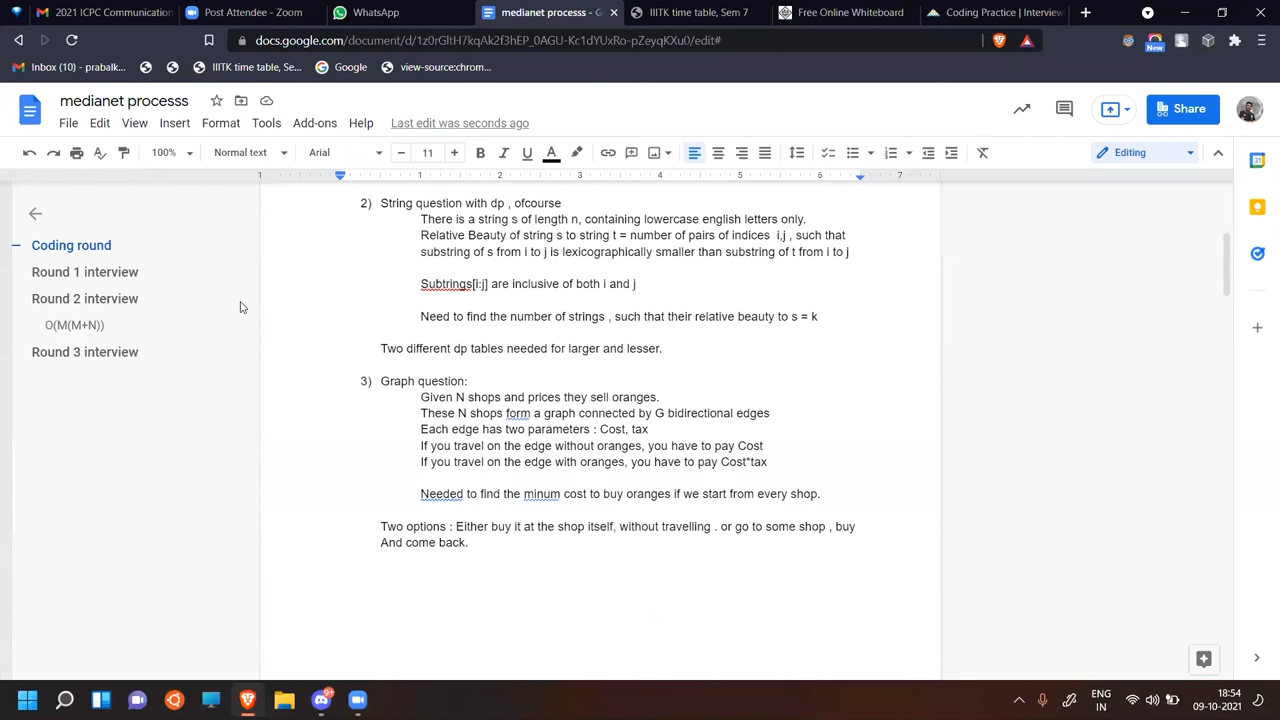 2021 ICPC Communication
Post Attendee - Zoom
WhatsApp
medianet processs - G
IIITK time table, Sem 7
Free Online Whiteboard
Coding Practice | Interview
docs.google.com/document/d/1z0rGltH7kqAk2f3hEP_0AGU-Kc1dYUxRo-pZeyqKXu0/edit#
New
Inbox (10) - prabalk...
IIITK time table, Se...
Google
view-source:chrom...
medianet processs
Share
File Edit View Insert Format Tools Add-ons Help Last edit was seconds ago
100% Normal text Arial 11 Editing
1 1 2 3 4 5 6 7
Coding round
Round 1 interview
Round 2 interview
O(M(M+N))
Round 3 interview
2) String question with dp , ofcourse
There is a string s of length n, containing lowercase english letters only.
Relative Beauty of string s to string t = number of pairs of indices i,j , such that
substring of s from i to j is lexicographically smaller than substring of t from i to j
Subtrings[i:j] are inclusive of both i and j
Need to find the number of strings , such that their relative beauty to s = k
Two different dp tables needed for larger and lesser.
3) Graph question:
Given N shops and prices they sell oranges.
These N shops form a graph connected by G bidirectional edges
Each edge has two parameters : Cost, tax
If you travel on the edge without oranges, you have to pay Cost
If you travel on the edge with oranges, you have to pay Cost*tax
Needed to find the minum cost to buy oranges if we start from every shop.
Two options : Either buy it at the shop itself, without travelling . or go to some shop , buy
And come back.
ENG
IN
18:54
09-10-2021